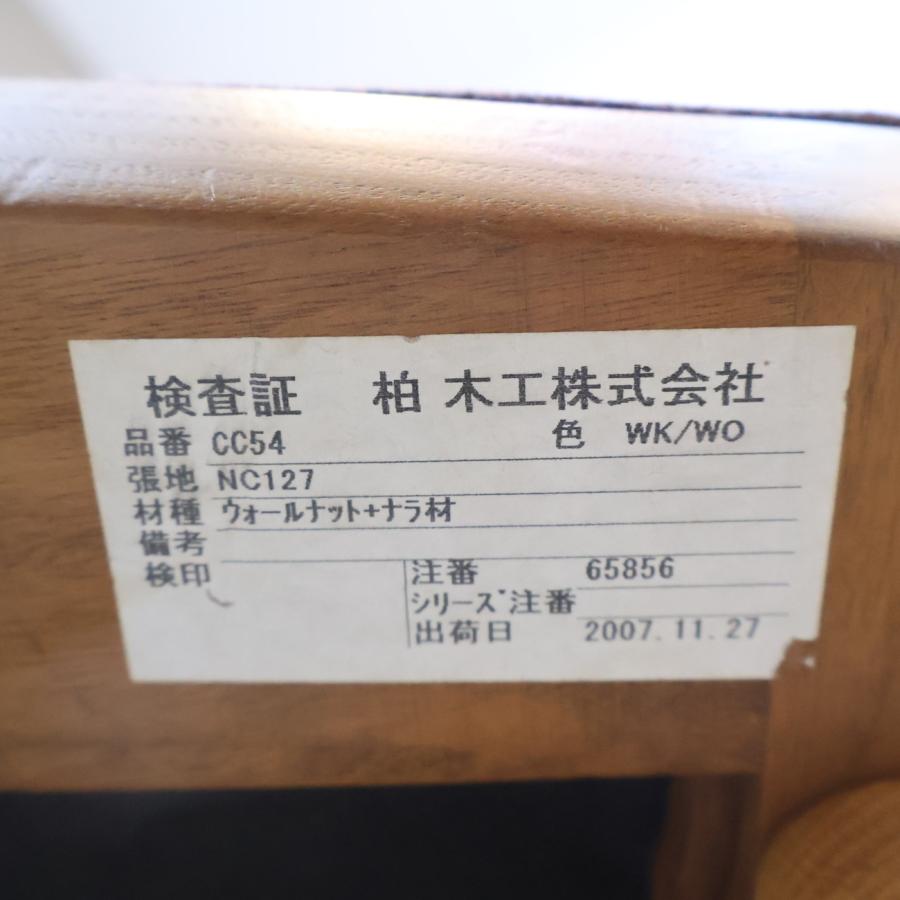 検査証 柏木工株式会社
品番 CC54 色 WK/WO
張地 NC127
材種 ウォールナット+ナラ材
備考
検印 注番 65856
シリーズ注番
出荷日 2007.11.27